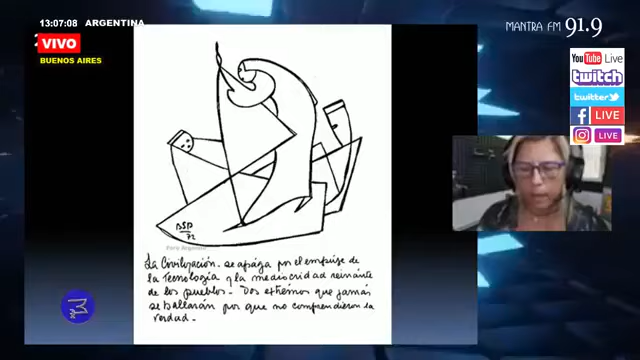 13:07:08 ARGENTINA
VIVO
BUENOS AIRES
MANTRA FM 91.9
YouTube Live
twitch
twitter
LIVE
LIVE
BSP
72
La Civilización. se apaga por el empuje de
la Tecnología y la mediocridad reinante
de los pueblos. Dos extremos que jamás
se hallarán por que no comprendieron la
verdad.